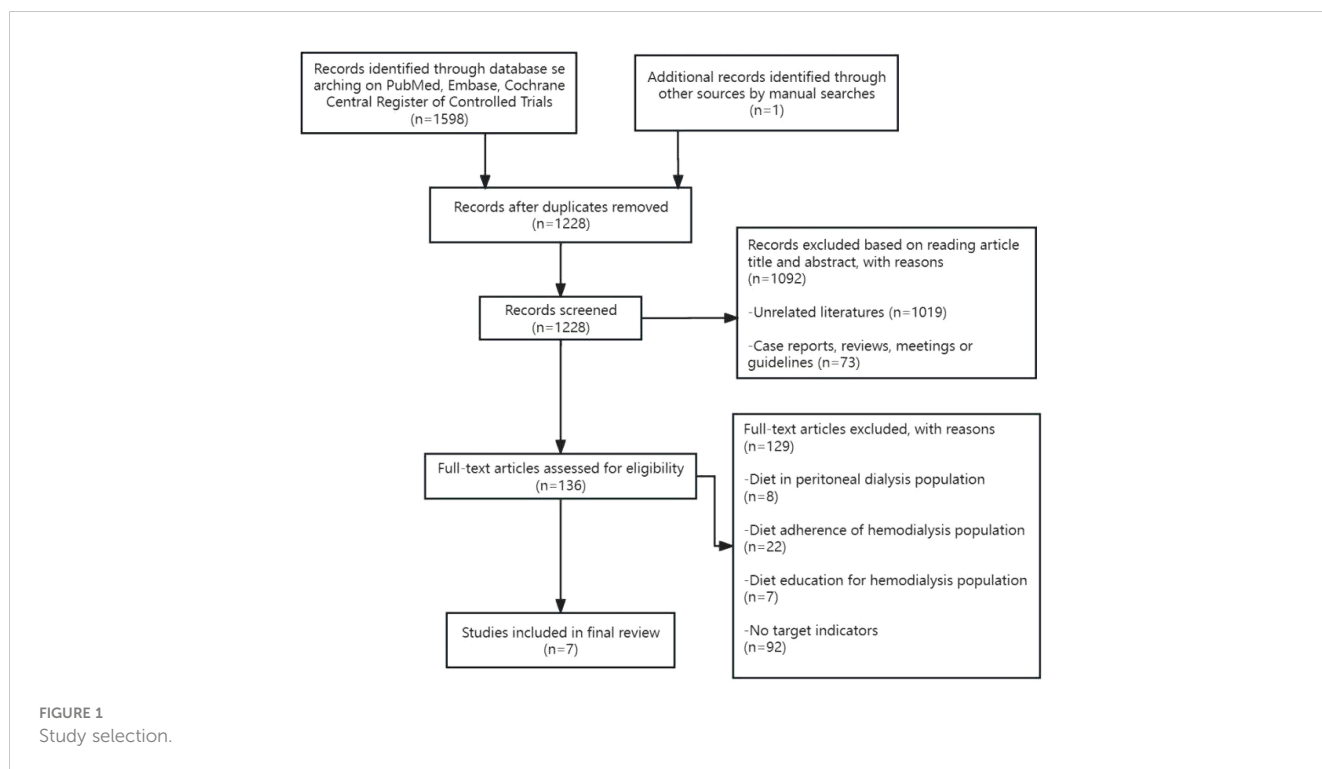 Records identified through database se
arching on PubMed, Embase, Cochrane
Central Register of Controlled Trials
(n=1598)
Additional records identified through
other sources by manual searches
(n=1)
Records after duplicates removed
(n=1228)
Records excluded based on reading article
title and abstract, with reasons
(n=1092)
-Unrelated literatures (n=1019)
-Case reports, reviews, meetings or
guidelines (n=73)
Records screened
(n=1228)
Full-text articles assessed for eligibility
(n=136)
Full-text articles excluded, with reasons
(n=129)
-Diet in peritoneal dialysis population
(n=8)
-Diet adherence of hemodialysis population
(n=22)
-Diet education for hemodialysis population
(n=7)
-No target indicators
(n=92)
Studies included in final review
(n=7)
FIGURE 1
Study selection.